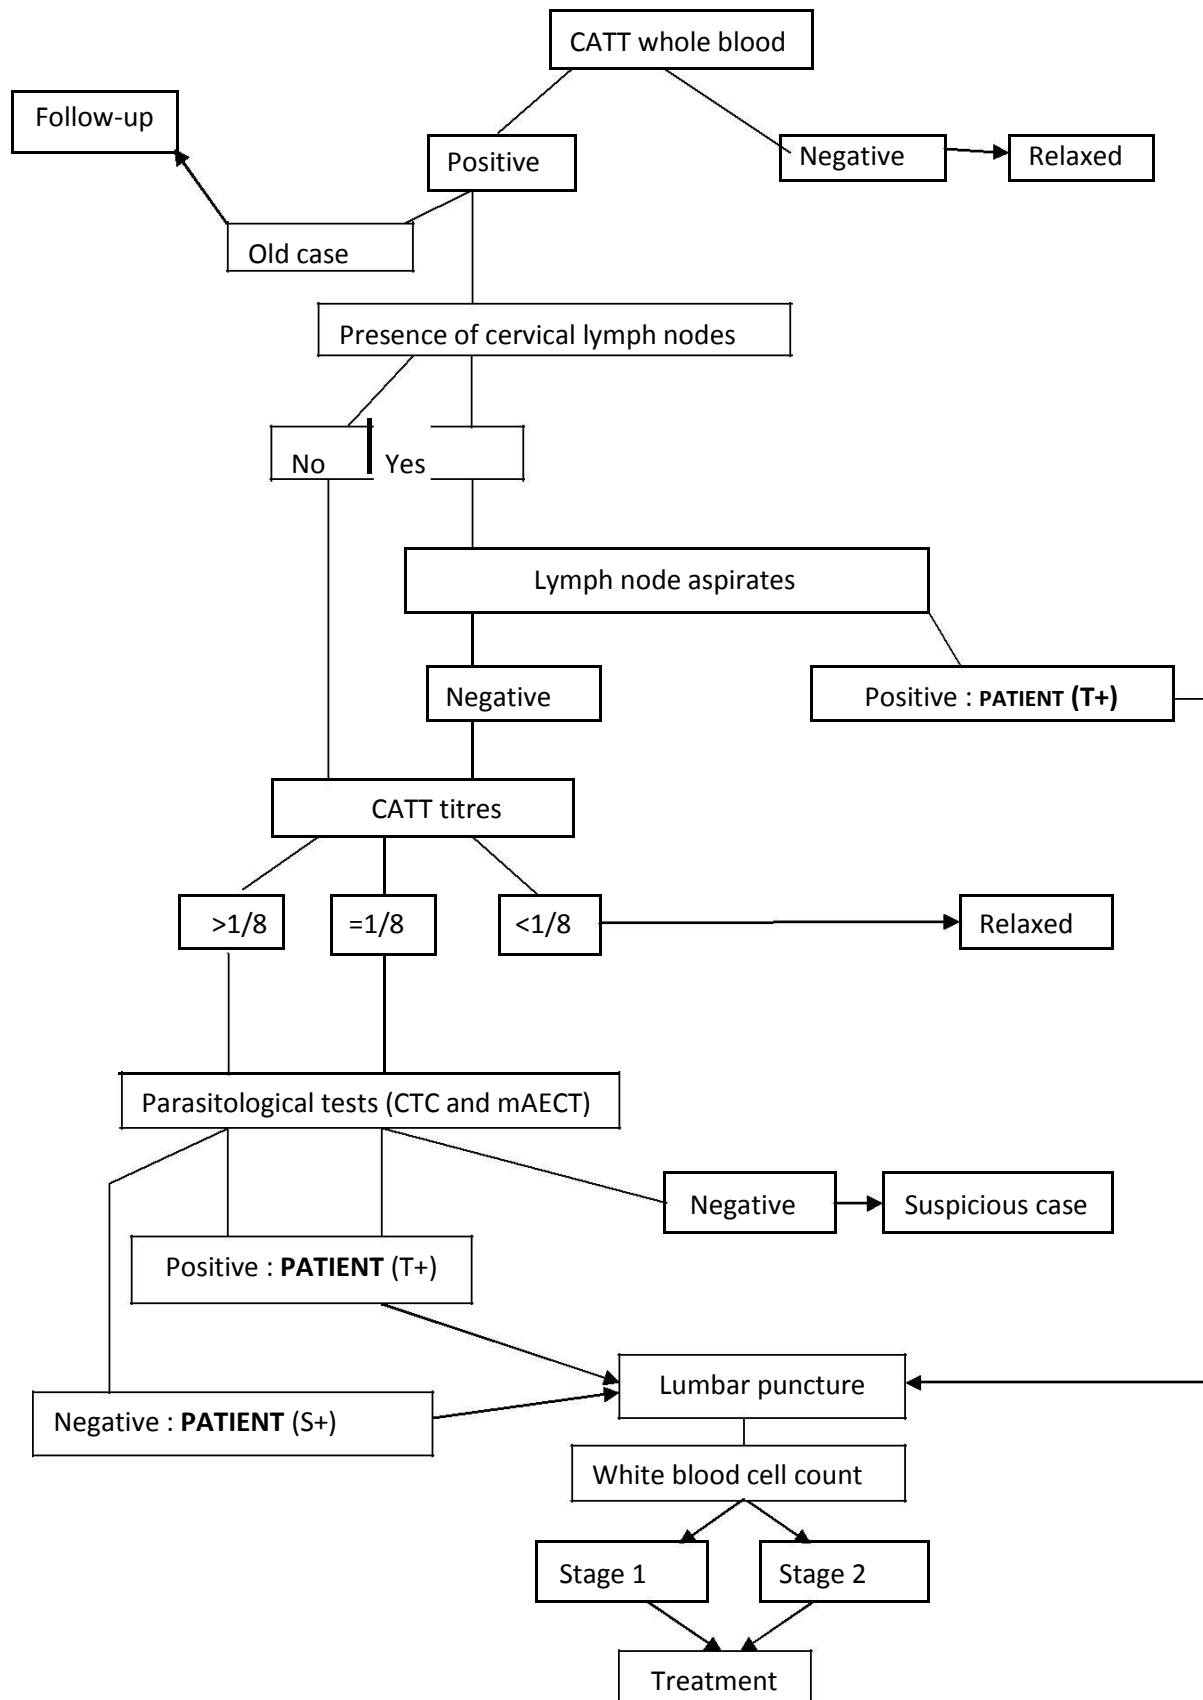 CATT whole blood
Follow-up
Positive
Negative
Relaxed
Old case
Presence of cervical lymph nodes
No
Yes
Lymph node aspirates
Negative
Positive : PATIENT (T+)
CATT titres
>1/8
=1/8
<1/8
Relaxed
Parasitological tests (CTC and mAECT)
Negative
Suspicious case
Positive : PATIENT (T+)
Lumbar puncture
Negative : PATIENT (S+)
White blood cell count
Stage 1
Stage 2
Treatment